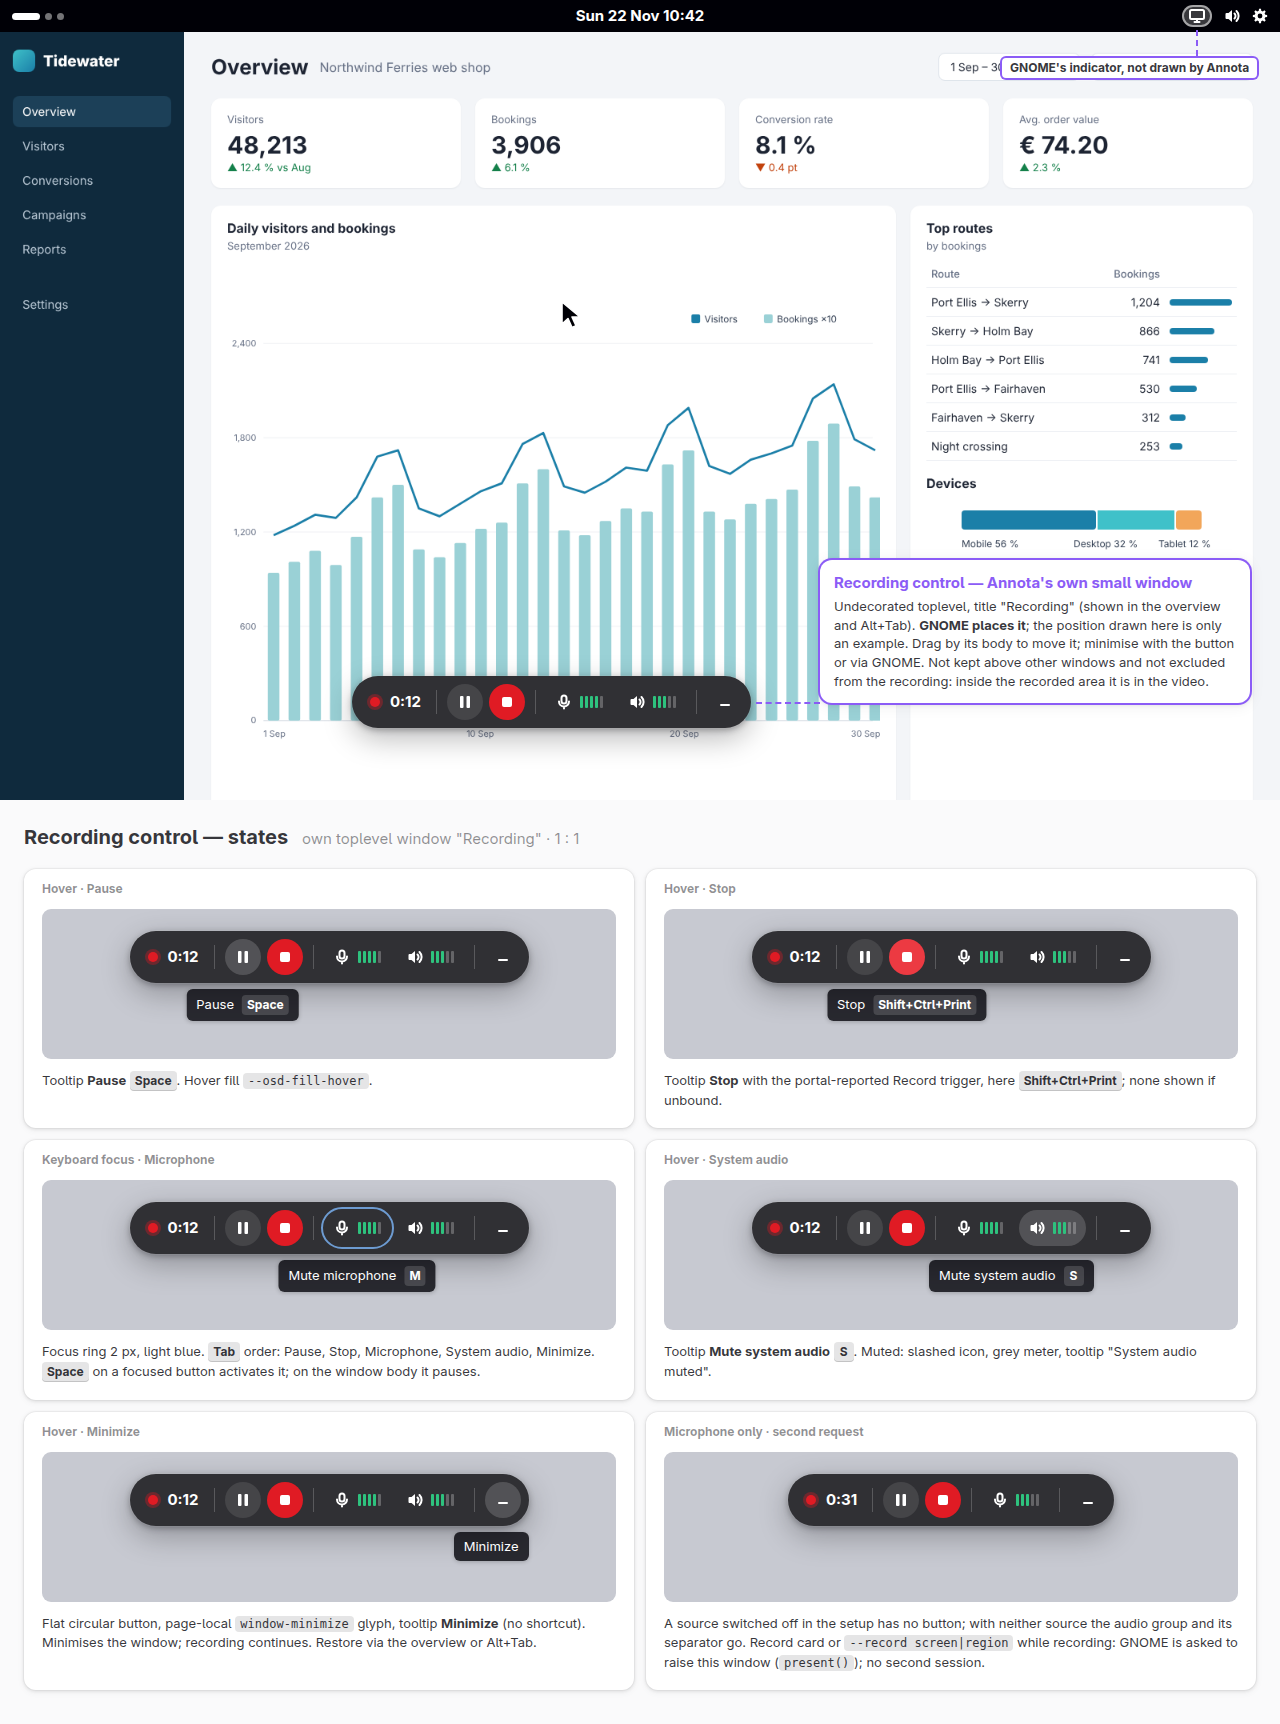 Sun 22 Nov 10:42
Tidewater
Overview
Visitors
Conversions
Campaigns
Reports
Settings
Overview Northwind Ferries web shop
1 Sep – 30
GNOME's indicator, not drawn by Annota
Visitors
48,213
▲ 12.4 % vs Aug
Bookings
3,906
▲ 6.1 %
Conversion rate
8.1 %
▼ 0.4 pt
Avg. order value
€ 74.20
▲ 2.3 %
Daily visitors and bookings
September 2026
Visitors Bookings ×10
2,400
1,800
1,200
600
0
1 Sep 10 Sep 20 Sep 30 Sep
0:12
Top routes
by bookings
Route Bookings
Port Ellis → Skerry 1,204
Skerry → Holm Bay 866
Holm Bay → Port Ellis 741
Port Ellis → Fairhaven 530
Fairhaven → Skerry 312
Night crossing 253
Devices
Mobile 56 % Desktop 32 % Tablet 12 %
Recording control — Annota's own small window
Undecorated toplevel, title "Recording" (shown in the overview
and Alt+Tab). GNOME places it; the position drawn here is only
an example. Drag by its body to move it; minimise with the button
or via GNOME. Not kept above other windows and not excluded
from the recording: inside the recorded area it is in the video.
Recording control — states own toplevel window "Recording" · 1 : 1
Hover · Pause
0:12
Pause Space
Tooltip Pause Space. Hover fill --osd-fill-hover.
Hover · Stop
0:12
Stop Shift+Ctrl+Print
Tooltip Stop with the portal-reported Record trigger, here Shift+Ctrl+Print; none shown if
unbound.
Keyboard focus · Microphone
0:12
Mute microphone M
Focus ring 2 px, light blue. Tab order: Pause, Stop, Microphone, System audio, Minimize.
Space on a focused button activates it; on the window body it pauses.
Hover · System audio
0:12
Mute system audio S
Tooltip Mute system audio S. Muted: slashed icon, grey meter, tooltip "System audio
muted".
Hover · Minimize
0:12
Minimize
Flat circular button, page-local window-minimize glyph, tooltip Minimize (no shortcut).
Minimises the window; recording continues. Restore via the overview or Alt+Tab.
Microphone only · second request
0:31
A source switched off in the setup has no button; with neither source the audio group and its
separator go. Record card or --record screen|region while recording: GNOME is asked to
raise this window (present()); no second session.